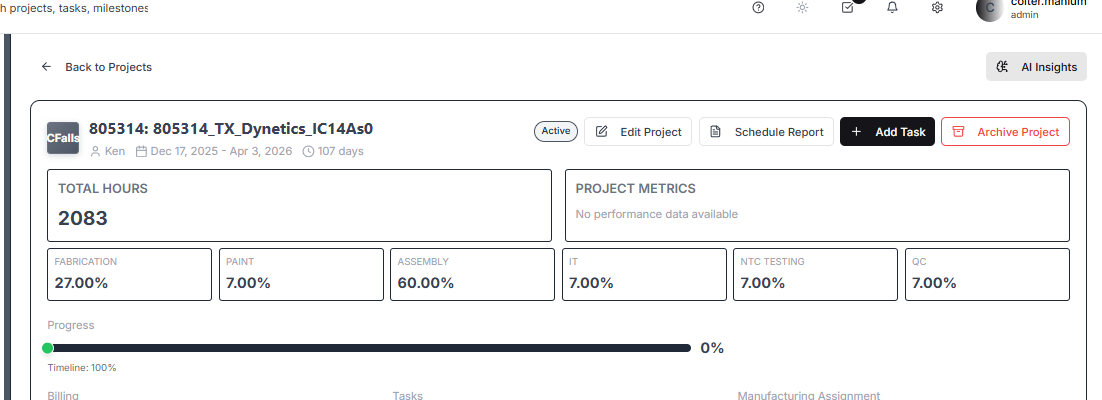 h projects, tasks, milestones
colter.manlum
C
admin
Back to Projects
AI Insights
CFalls
805314: 805314_TX_Dynetics_IC14As0
Ken Dec 17, 2025 - Apr 3, 2026 107 days
Active
Edit Project
Schedule Report
+ Add Task
Archive Project
TOTAL HOURS
2083
PROJECT METRICS
No performance data available
FABRICATION
27.00%
PAINT
7.00%
ASSEMBLY
60.00%
IT
7.00%
NTC TESTING
7.00%
QC
7.00%
Progress
0%
Timeline: 100%
Billing
Tasks
Manufacturing Assignment